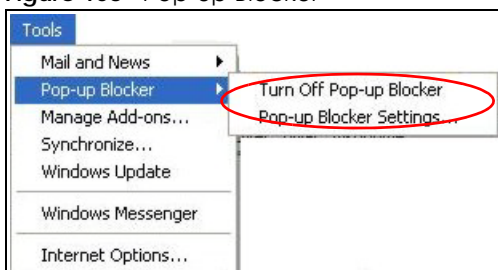 Tools
Mail and News
Pop-up Blocker
Turn Off Pop-up Blocker
Pop-up Blocker Settings...
Manage Add-ons...
Synchronize...
Windows Update
Windows Messenger
Internet Options...